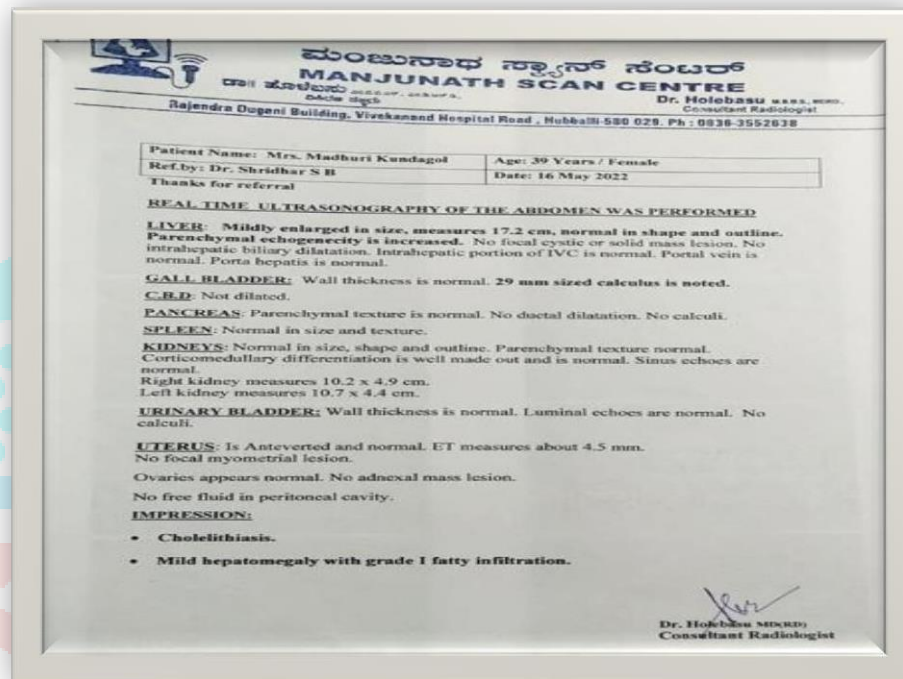 ಮಂಜುನಾಥ ಸ್ಕ್ಯಾನ್ ಸೆಂಟರ್
MANJUNATH SCAN CENTRE
ಡಾ॥ ಹೊಳೆಬಸು
Dr. Holebasu
Consultant Radiologist
Rajendra Dugani Building, Vivekanand Hospital Road, Hubballi-580 029. Ph : 0836-3552638
Patient Name: Mrs. Madhuri Kundagol Age: 39 Years / Female
Ref.by: Dr. Shridhar S B Date: 16 May 2022
Thanks for referral
REAL TIME ULTRASONOGRAPHY OF THE ABDOMEN WAS PERFORMED
LIVER: Mildly enlarged in size, measures 17.2 cm, normal in shape and outline.
Parenchymal echogenecity is increased. No focal cystic or solid mass lesion. No
intrahepatic biliary dilatation. Intrahepatic portion of IVC is normal. Portal vein is
normal. Porta hepatis is normal.
GALL BLADDER: Wall thickness is normal. 29 mm sized calculus is noted.
C.B.D: Not dilated.
PANCREAS: Parenchymal texture is normal. No ductal dilatation. No calculi.
SPLEEN: Normal in size and texture.
KIDNEYS: Normal in size, shape and outline. Parenchymal texture normal.
Corticomedullary differentiation is well made out and is normal. Sinus echoes are
normal.
Right kidney measures 10.2 x 4.9 cm.
Left kidney measures 10.7 x 4.4 cm.
URINARY BLADDER: Wall thickness is normal. Luminal echoes are normal. No
calculi.
UTERUS: Is Anteverted and normal. ET measures about 4.5 mm.
No focal myometrial lesion.
Ovaries appears normal. No adnexal mass lesion.
No free fluid in peritoneal cavity.
IMPRESSION:
• Cholelithiasis.
• Mild hepatomegaly with grade I fatty infiltration.
Dr. Holebasu MD(RD)
Consultant Radiologist